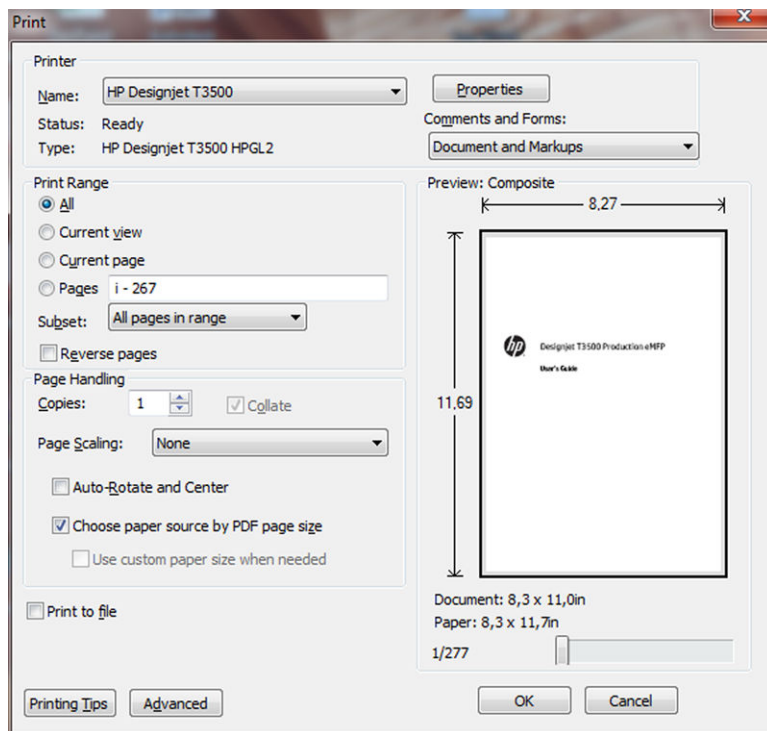 Print
Printer
Name: HP Designjet T3500 Properties
Status: Ready Comments and Forms:
Type: HP Designjet T3500 HPGL2 Document and Markups
Print Range
All
Current view
Current page
Pages i - 267
Subset: All pages in range
Reverse pages
Page Handling
Copies: 1 Collate
Page Scaling: None
Auto-Rotate and Center
Choose paper source by PDF page size
Use custom paper size when needed
Print to file
Printing Tips Advanced
Preview: Composite
8,27
11,69
hp Designjet T3500 Production eMFP
User's Guide
Document: 8,3 x 11,0in
Paper: 8,3 x 11,7in
1/277
OK Cancel